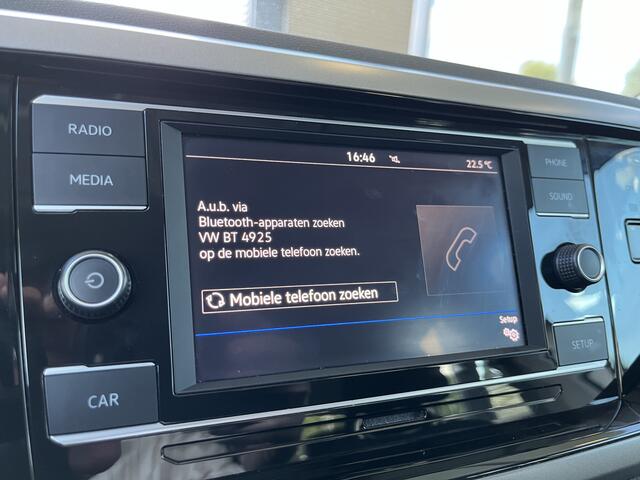 RADIO
MEDIA
CAR
16:46
22.5 °C
A.u.b. via
Bluetooth-apparaten zoeken
VW BT 4925
op de mobiele telefoon zoeken.
Mobiele telefoon zoeken
Setup
PHONE
SOUND
SETUP